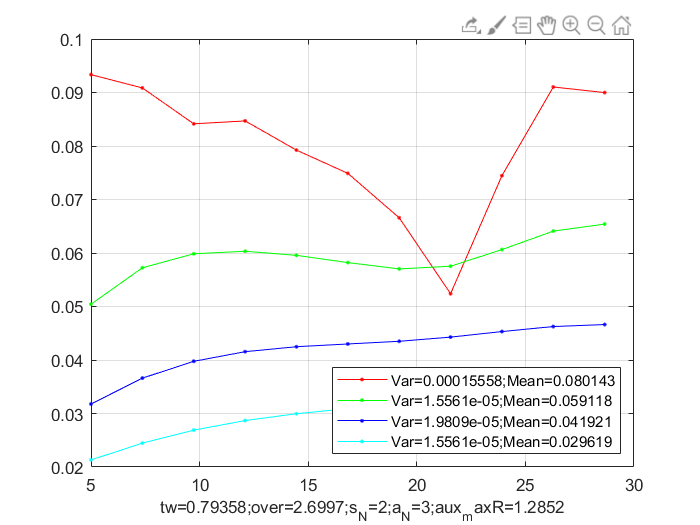 0.1
0.09
0.08
0.07
0.06
0.05
0.04
0.03
0.02
Var=0.00015558;Mean=0.080143
Var=1.5561e-05;Mean=0.059118
Var=1.9809e-05;Mean=0.041921
Var=1.5561e-05;Mean=0.029619
5 10 15 20 25 30
tw=0.79358;over=2.6997;s_N=2;a_N=3;aux_maxR=1.2852